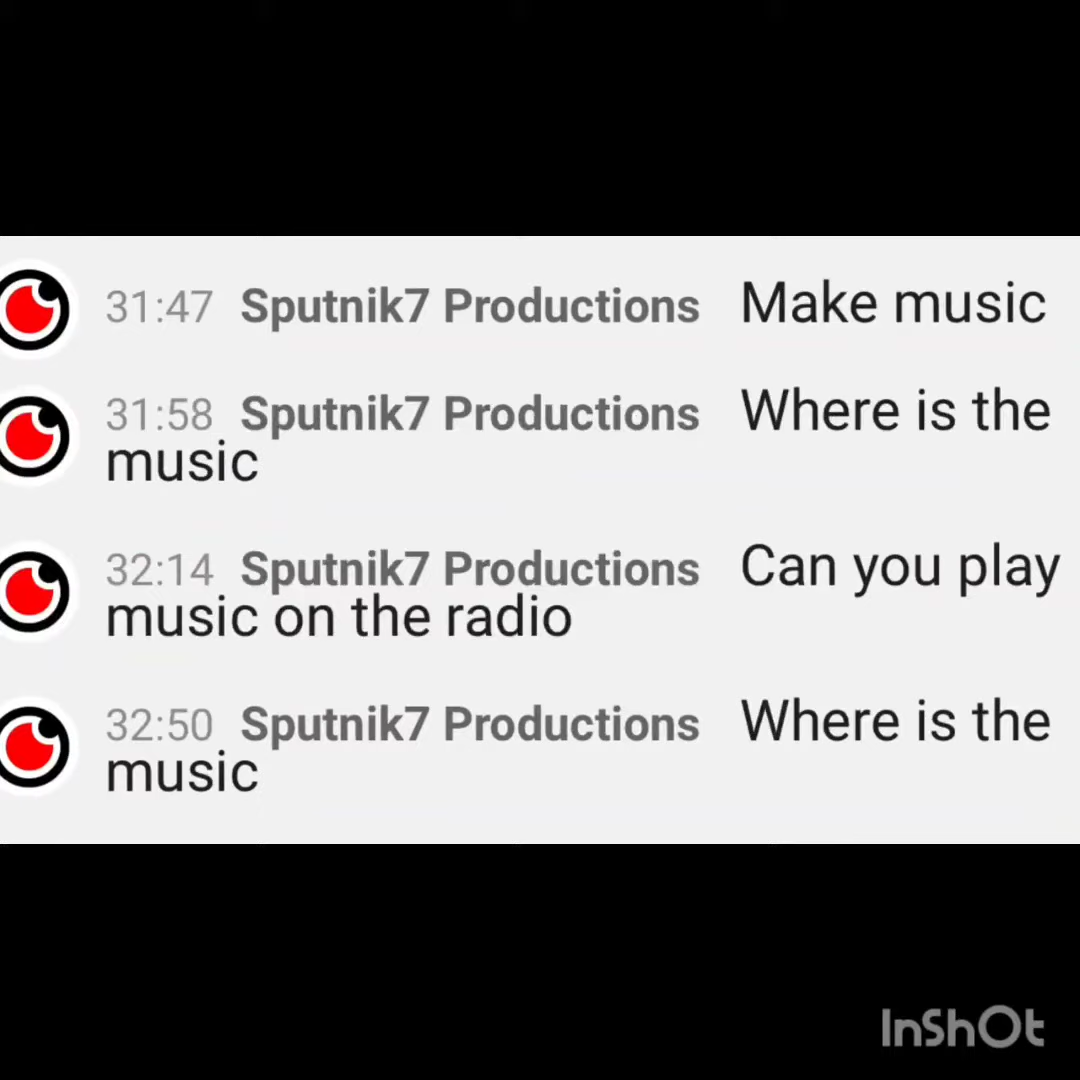 31:47 Sputnik7 Productions Make music
31:58 Sputnik7 Productions Where is the
music
32:14 Sputnik7 Productions Can you play
music on the radio
32:50 Sputnik7 Productions Where is the
music
InShOt